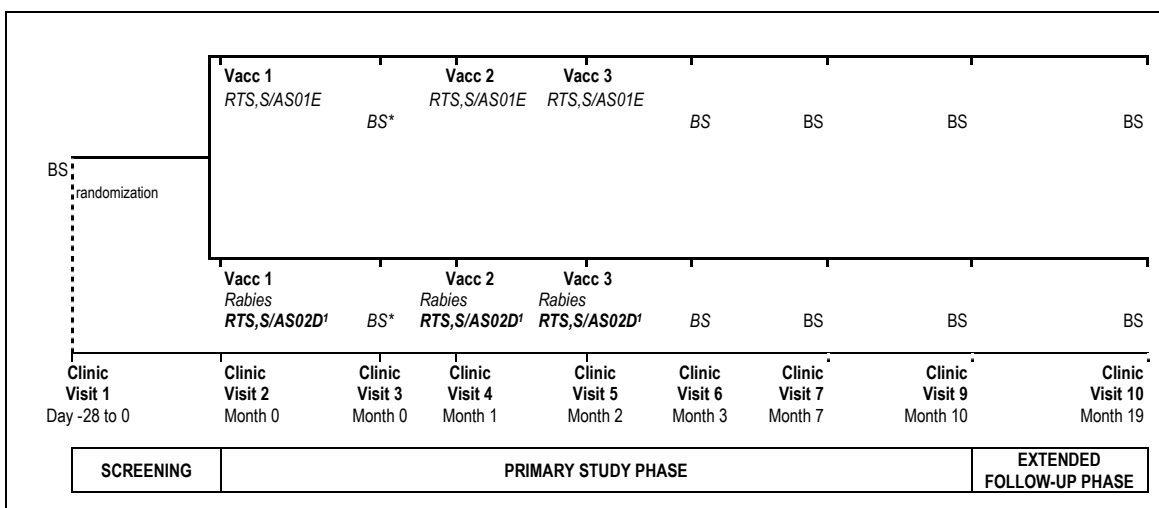 Vacc 1 Vacc 2 Vacc 3
RTS,S/AS01E RTS,S/AS01E RTS,S/AS01E
BS* BS BS BS BS
BS
randomization
Vacc 1 Vacc 2 Vacc 3
Rabies Rabies Rabies
RTS,S/AS02D¹ BS* RTS,S/AS02D¹ RTS,S/AS02D¹ BS BS BS BS
Clinic Clinic Clinic Clinic Clinic Clinic Clinic Clinic Clinic
Visit 1 Visit 2 Visit 3 Visit 4 Visit 5 Visit 6 Visit 7 Visit 9 Visit 10
Day -28 to 0 Month 0 Month 0 Month 1 Month 2 Month 3 Month 7 Month 10 Month 19
SCREENING PRIMARY STUDY PHASE EXTENDED
FOLLOW-UP PHASE